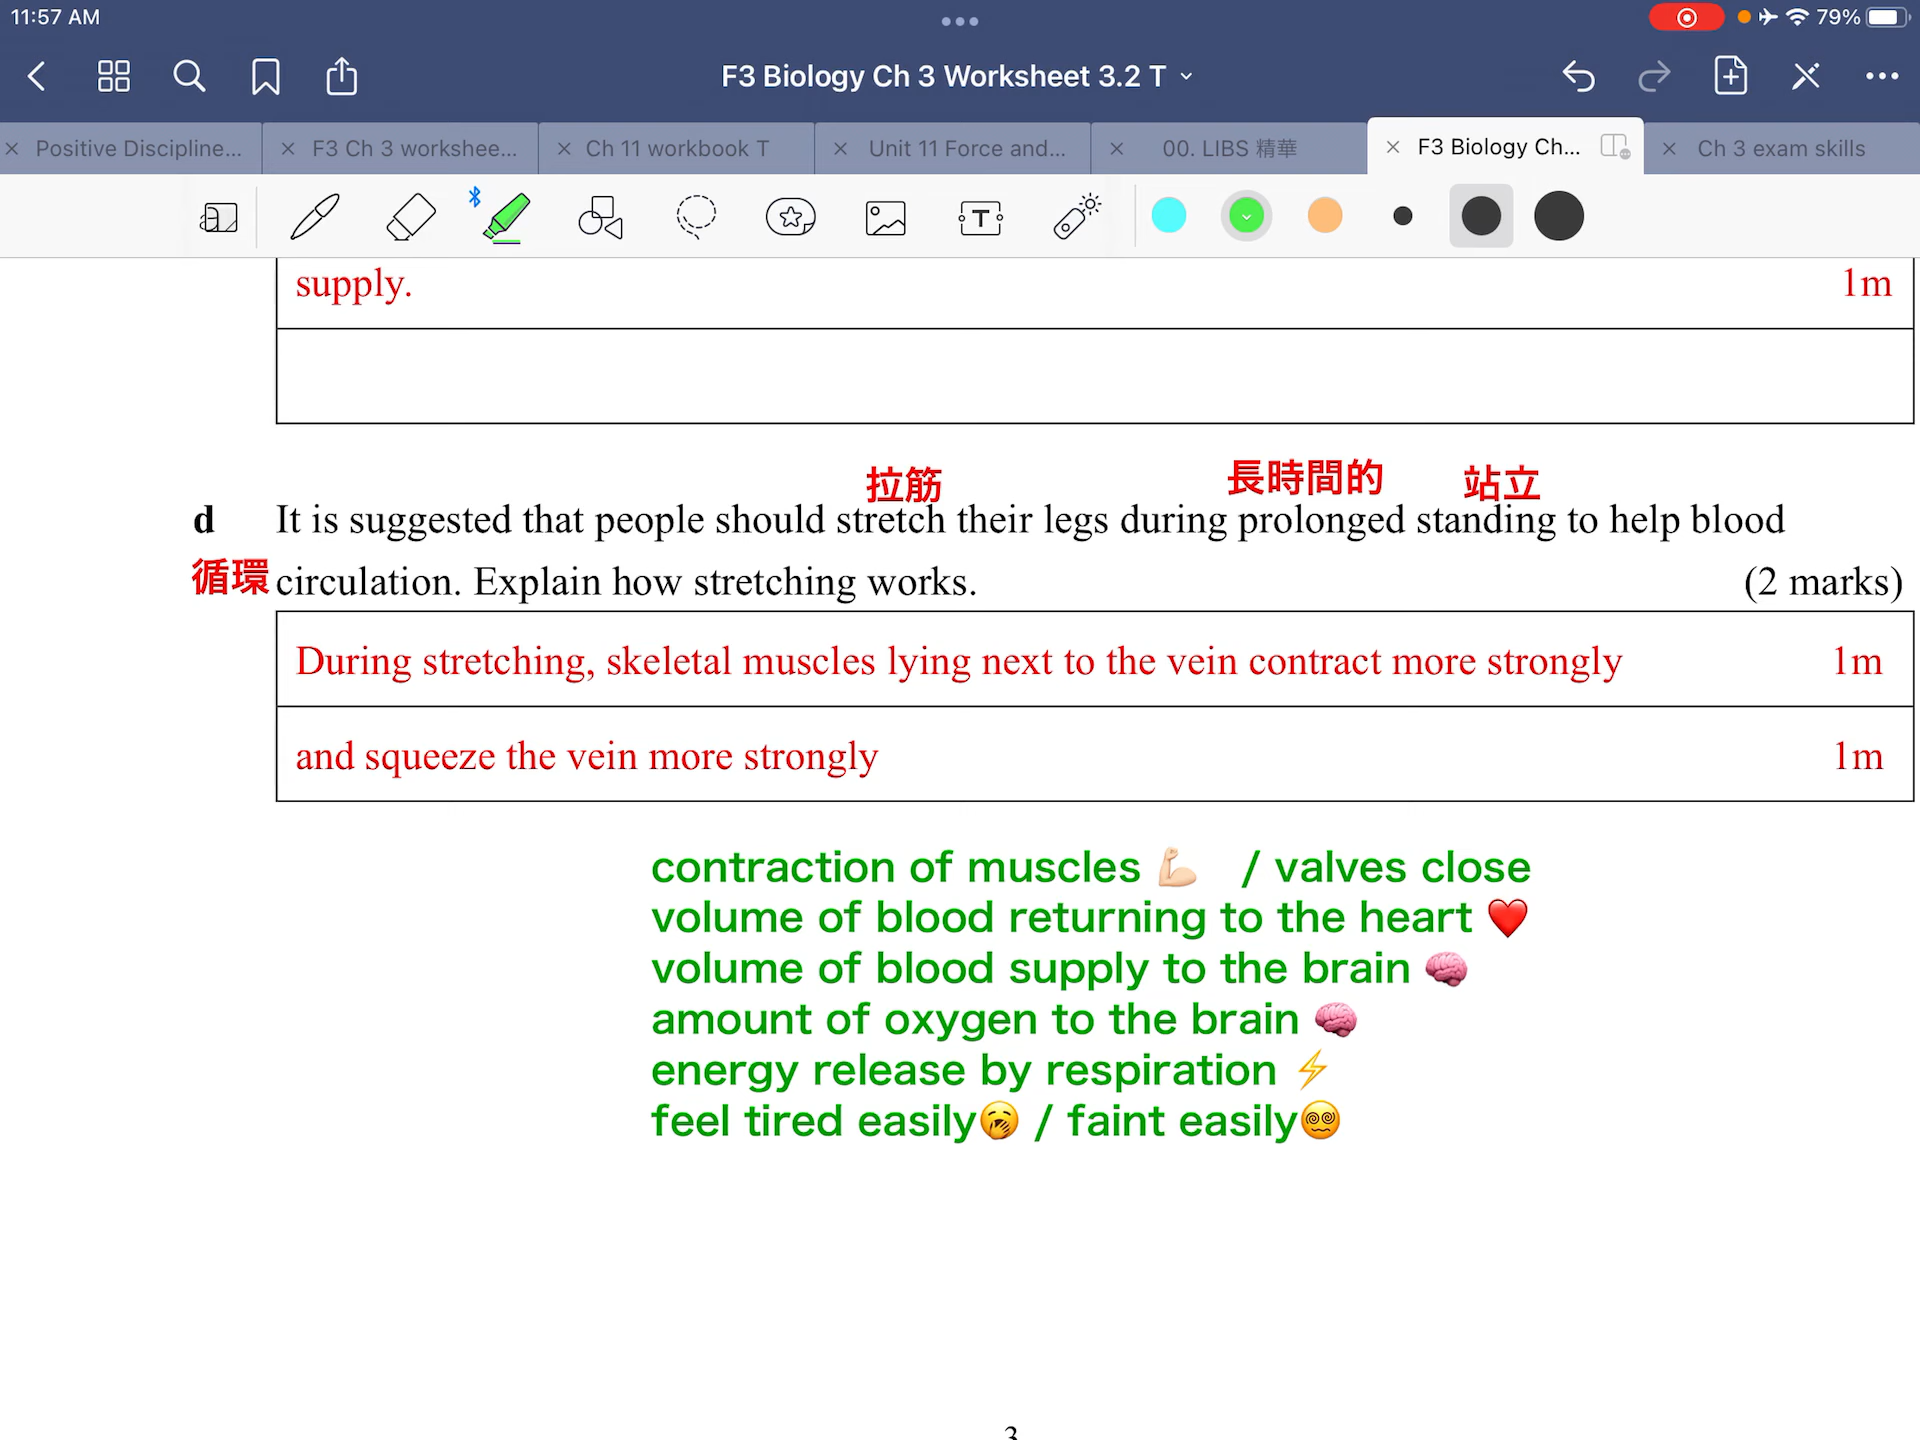 11:57 AM
79%
F3 Biology Ch 3 Worksheet 3.2 T
Positive Discipline...
F3 Ch 3 workshee...
Ch 11 workbook T
Unit 11 Force and...
00. LIBS 精華
F3 Biology Ch...
Ch 3 exam skills
supply. 1m
拉筋 長時間的 站立
d It is suggested that people should stretch their legs during prolonged standing to help blood
循環 circulation. Explain how stretching works. (2 marks)
During stretching, skeletal muscles lying next to the vein contract more strongly 1m
and squeeze the vein more strongly 1m
contraction of muscles 💪🏻 / valves close
volume of blood returning to the heart ❤️
volume of blood supply to the brain 🧠
amount of oxygen to the brain 🧠
energy release by respiration ⚡
feel tired easily🥱 / faint easily😵‍💫
3